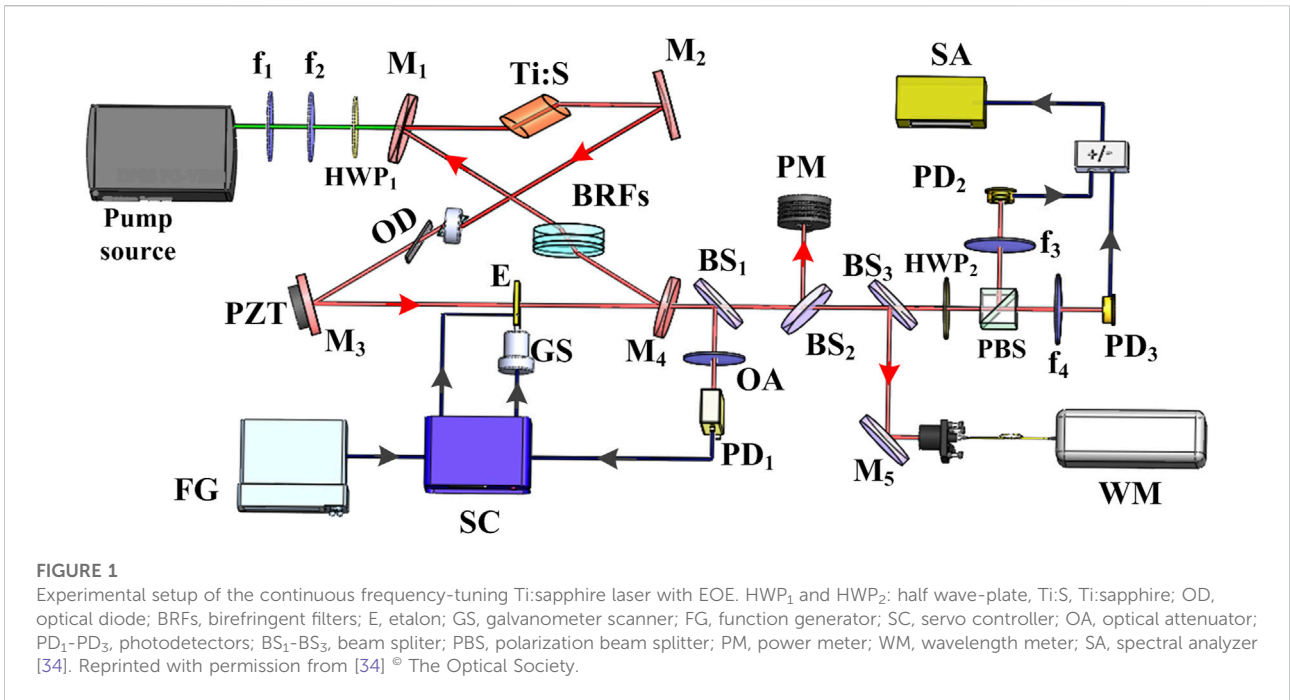 f₁
f₂
M₁
Ti:S
M₂
SA
HWP₁
+/-
Pump
source
OD
BRFs
PM
PD₂
f₃
PZT
M₃
E
GS
M₄
BS₁
BS₂
BS₃
HWP₂
PBS
f₄
PD₃
OA
PD₁
M₅
FG
SC
WM
FIGURE 1
Experimental setup of the continuous frequency-tuning Ti:sapphire laser with EOE. HWP₁ and HWP₂: half wave-plate, Ti:S, Ti:sapphire; OD,
optical diode; BRFs, birefringent filters; E, etalon; GS, galvanometer scanner; FG, function generator; SC, servo controller; OA, optical attenuator;
PD₁-PD₃, photodetectors; BS₁-BS₃, beam spliter; PBS, polarization beam splitter; PM, power meter; WM, wavelength meter; SA, spectral analyzer
[34]. Reprinted with permission from [34] © The Optical Society.